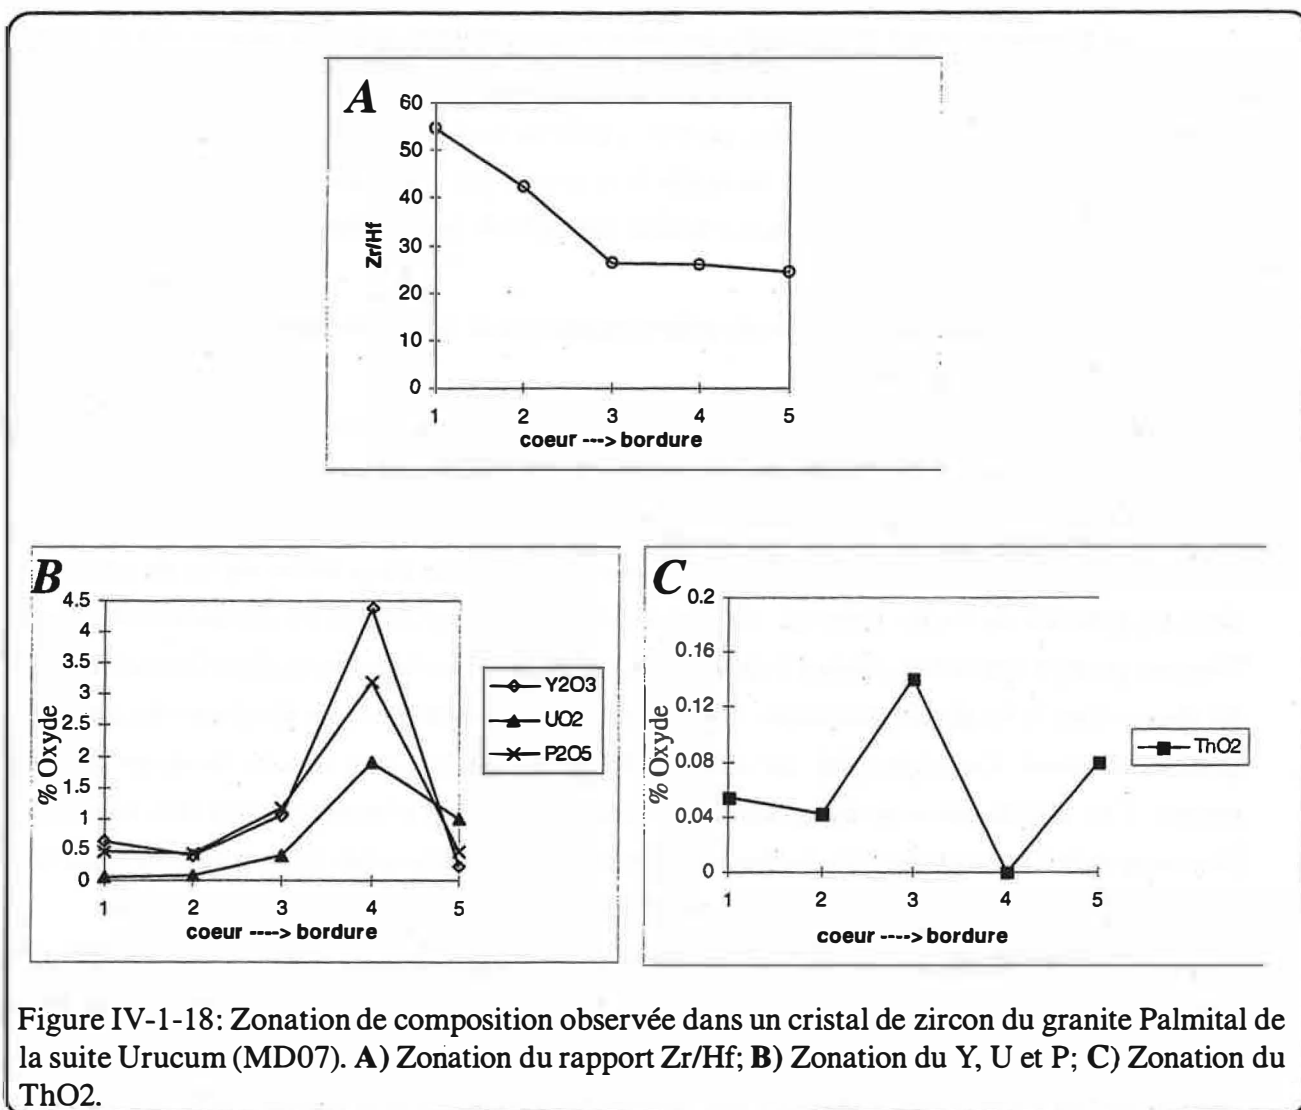 A
60
50
40
30
20
10
0
Zr/Hf
1 2 3 4 5
coeur ---> bordure
B
4.5
4
3.5
3
2.5
2
1.5
1
0.5
0
% Oxyde
1 2 3 4 5
coeur ----> bordure
Y2O3
UO2
P2O5
C
0.2
0.16
0.12
0.08
0.04
0
% Oxyde
1 2 3 4 5
coeur ----> bordure
ThO2
Figure IV-1-18: Zonation de composition observée dans un cristal de zircon du granite Palmital de
la suite Urucum (MD07). A) Zonation du rapport Zr/Hf; B) Zonation du Y, U et P; C) Zonation du
ThO2.